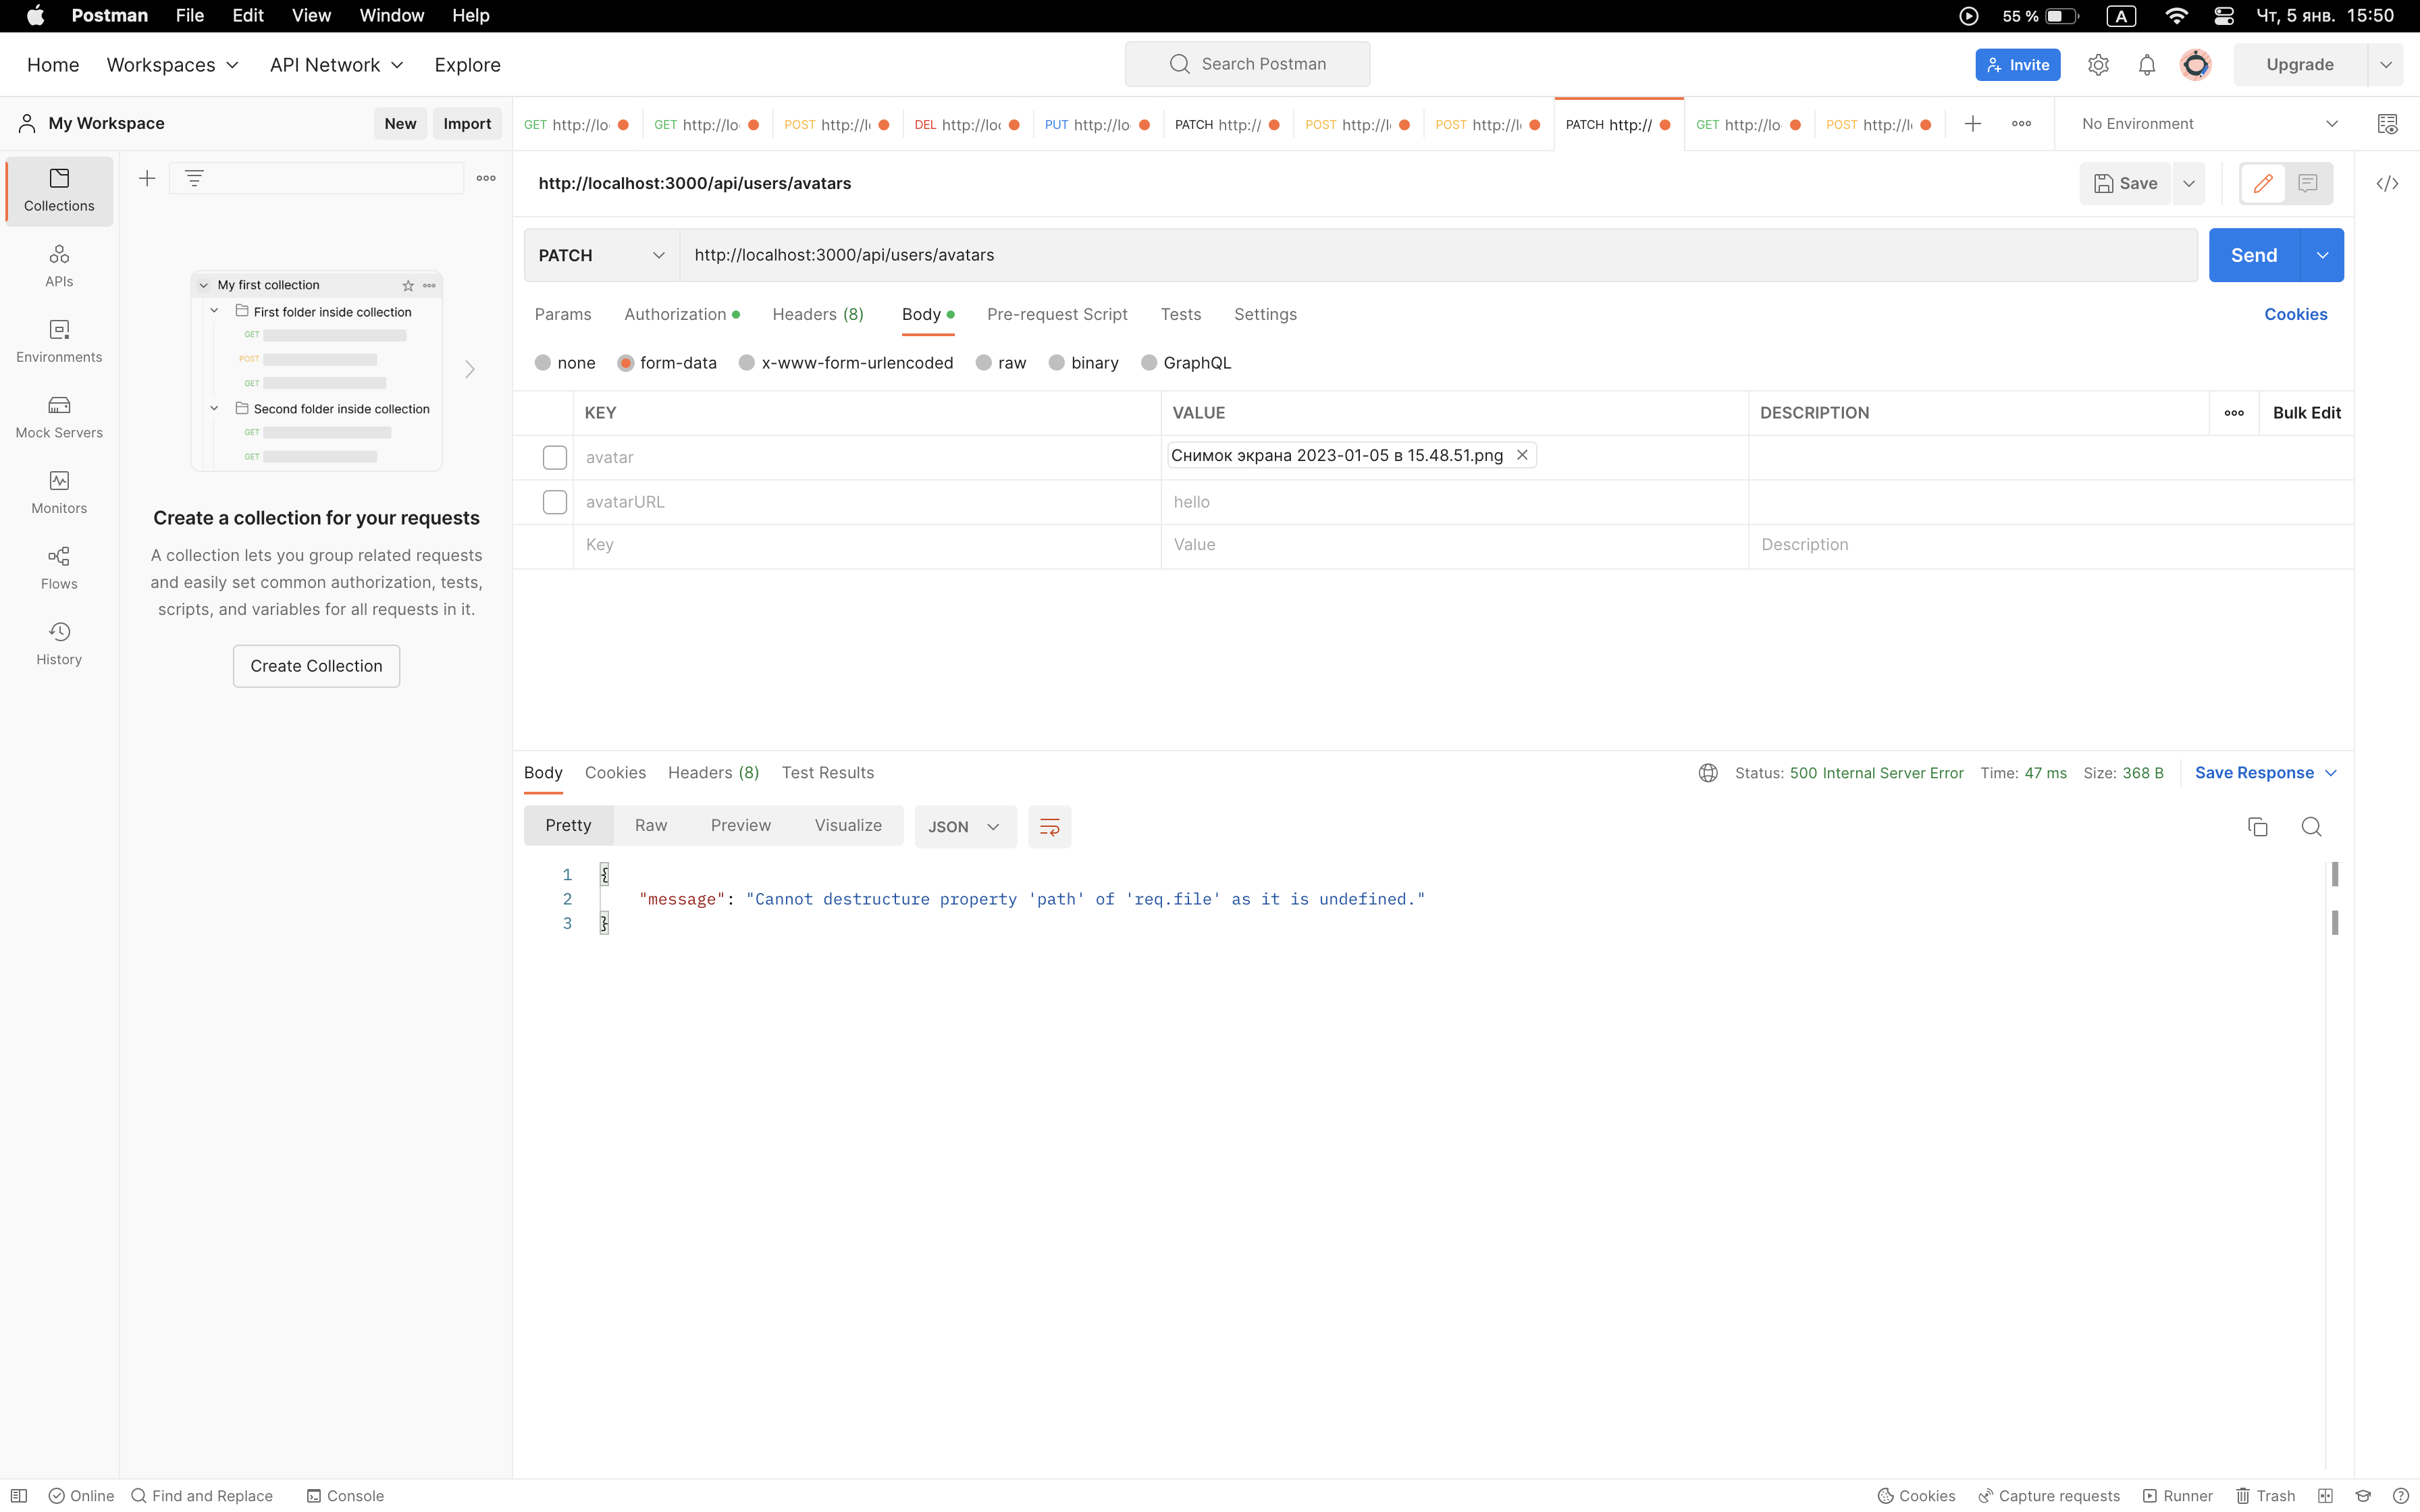 Postman File Edit View Window Help 55 % A Чт, 5 янв. 15:50
Home Workspaces API Network Explore Search Postman Invite Upgrade
My Workspace New Import GET http://lo GET http://lo POST http://l DEL http://loc PUT http://lo PATCH http:// POST http://l POST http://l PATCH http:// GET http://lo POST http://l No Environment
Collections
APIs
Environments
Mock Servers
Monitors
Flows
History
My first collection
First folder inside collection
GET
POST
GET
Second folder inside collection
GET
GET
Create a collection for your requests
A collection lets you group related requests
and easily set common authorization, tests,
scripts, and variables for all requests in it.
Create Collection
http://localhost:3000/api/users/avatars Save
PATCH http://localhost:3000/api/users/avatars Send
Params Authorization Headers (8) Body Pre-request Script Tests Settings Cookies
none form-data x-www-form-urlencoded raw binary GraphQL
KEY VALUE DESCRIPTION Bulk Edit
avatar Снимок экрана 2023-01-05 в 15.48.51.png
avatarURL hello
Key Value Description
Body Cookies Headers (8) Test Results Status: 500 Internal Server Error Time: 47 ms Size: 368 B Save Response
Pretty Raw Preview Visualize JSON
1 {
2 "message": "Cannot destructure property 'path' of 'req.file' as it is undefined."
3 }
Online Find and Replace Console Cookies Capture requests Runner Trash